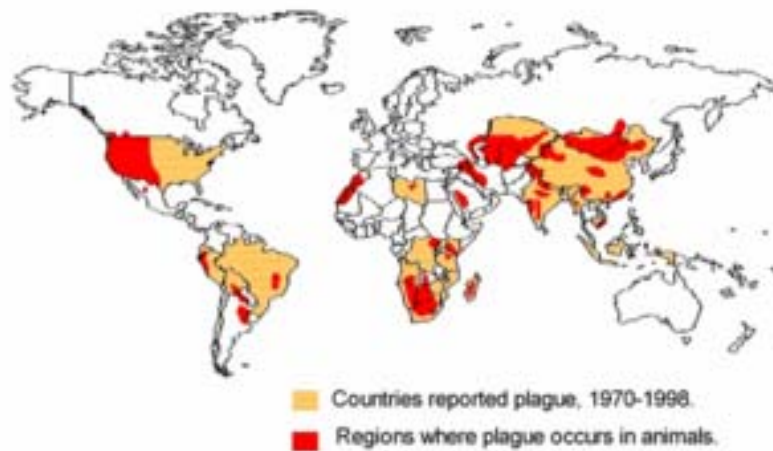 Countries reported plague, 1970-1998.
Regions where plague occurs in animals.